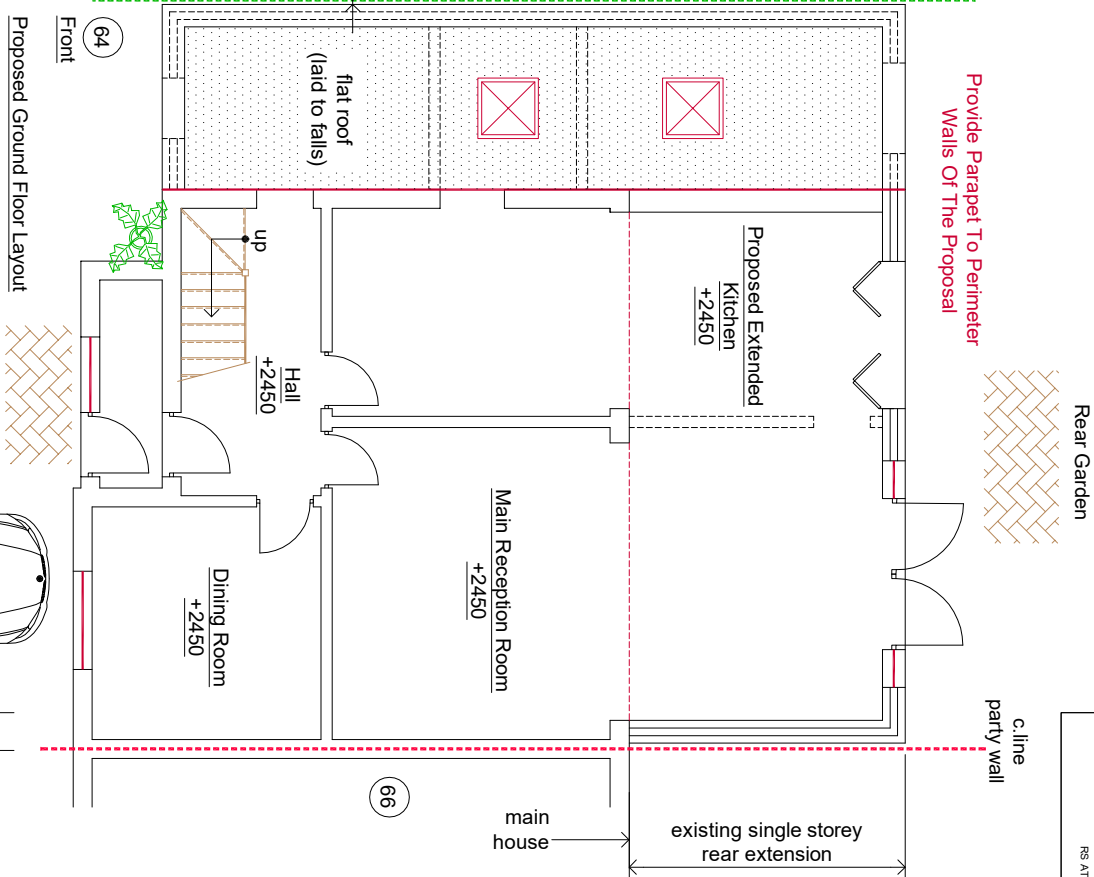 Provide Parapet To Perimeter
Walls Of The Proposal
Rear Garden
flat roof
(laid to falls)
64
Front
Proposed Ground Floor Layout
up
Hall
+2450
Proposed Extended
Kitchen
+2450
Main Reception Room
+2450
Dining Room
+2450
c.line
party wall
66
main
house
existing single storey
rear extension
RS AT